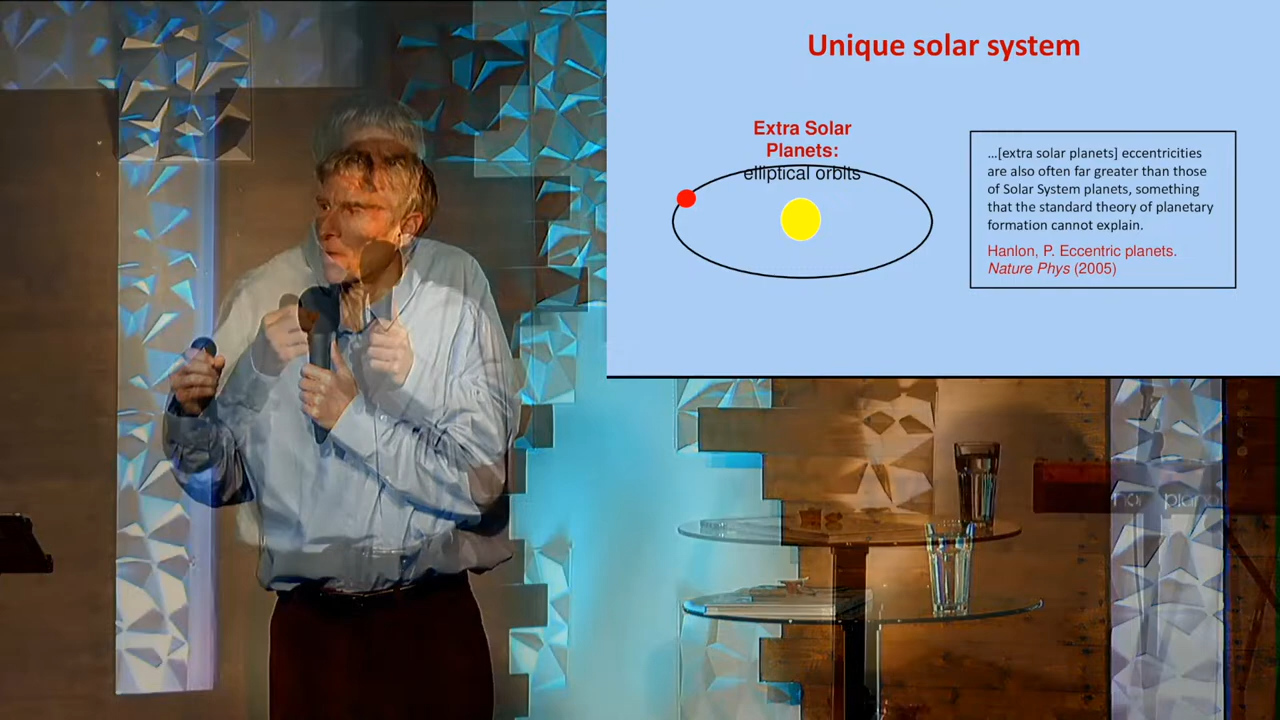 Unique solar system
Extra Solar
Planets:
elliptical orbits
…[extra solar planets] eccentricities
are also often far greater than those
of Solar System planets, something
that the standard theory of planetary
formation cannot explain.
Hanlon, P. Eccentric planets.
Nature Phys (2005)